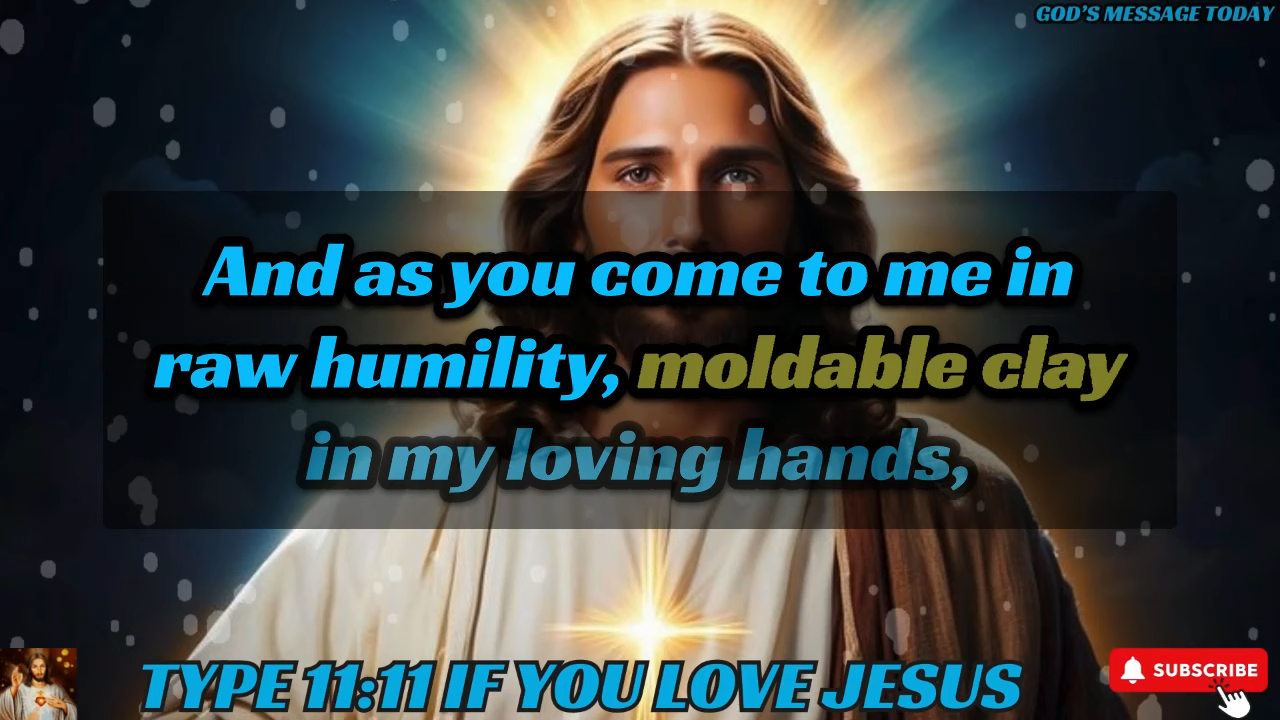 GOD'S MESSAGE TODAY
And as you come to me in
raw humility, moldable clay
in my loving hands,
TYPE 11:11 IF YOU LOVE JESUS
SUBSCRIBE